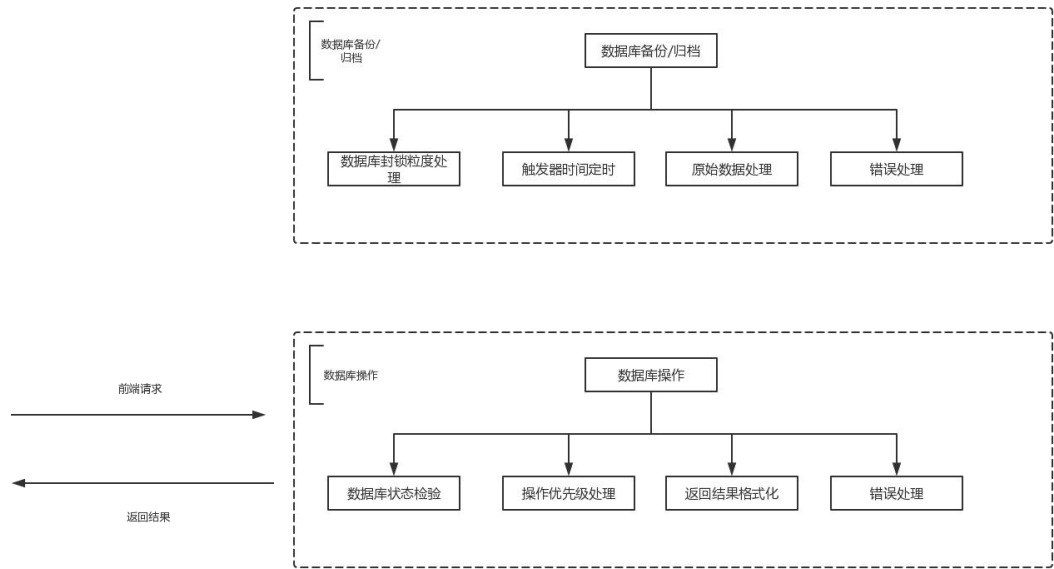 数据库备份/
归档
数据库备份/归档
数据库封锁粒度处
理
触发器时间定时
原始数据处理
错误处理
前端请求
返回结果
数据库操作
数据库操作
数据库状态检验
操作优先级处理
返回结果格式化
错误处理